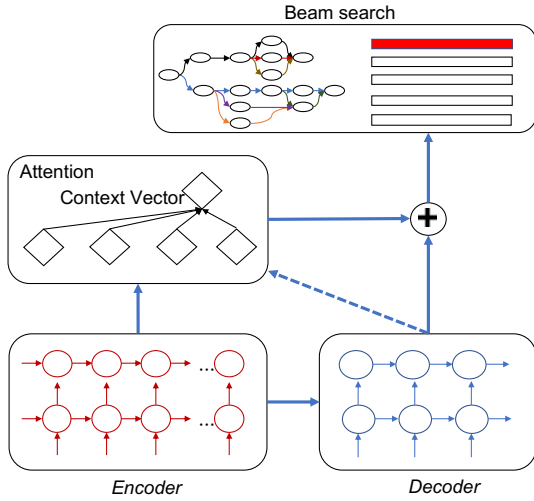 Beam search
Attention
Context Vector
+
...
...
Encoder
Decoder